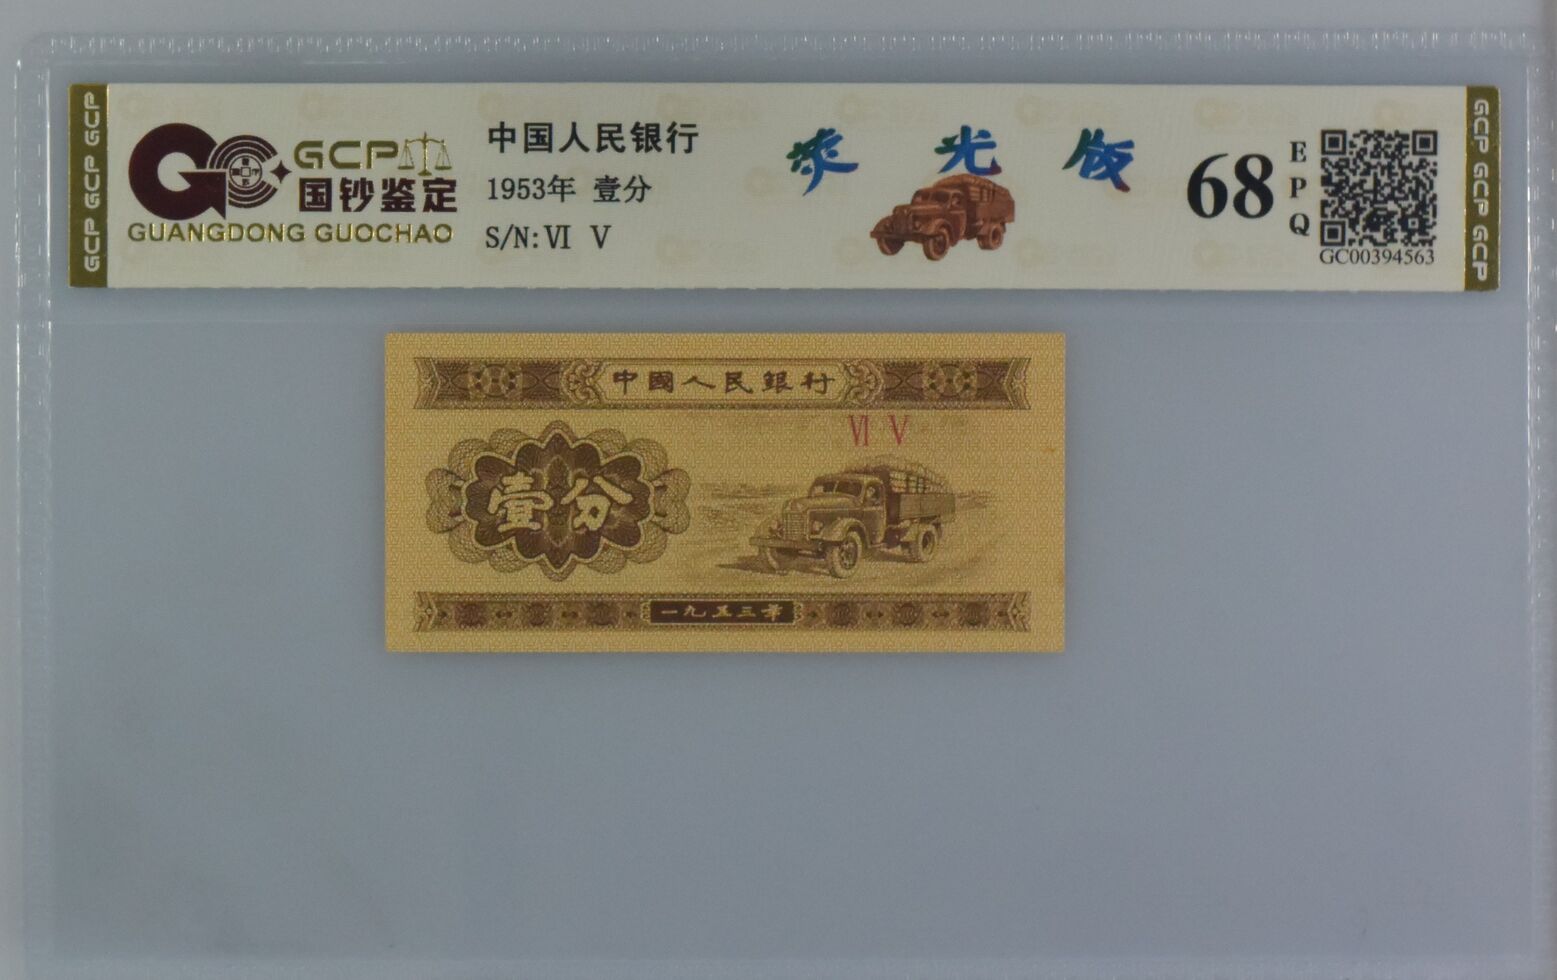 GCP GCP GCP
GCP
国钞鉴定
GUANGDONG GUOCHAO
中国人民银行
1953年 壹分
S/N:Ⅵ Ⅴ
荧光版
68
EPQ
GC00394563
GCP GCP GCP
中國人民銀行
Ⅵ Ⅴ
壹分
一九五三年